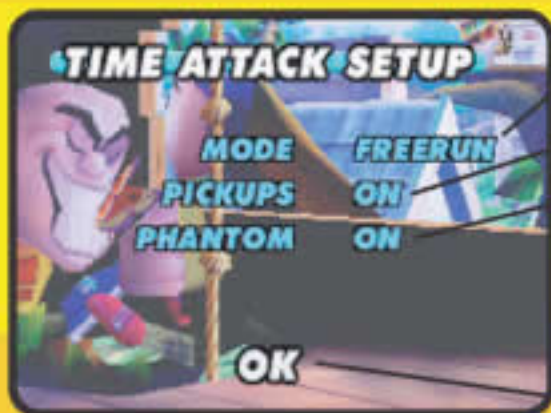 TIME ATTACK SETUP
MODE FREERUN
PICKUPS ON
PHANTOM ON
OK